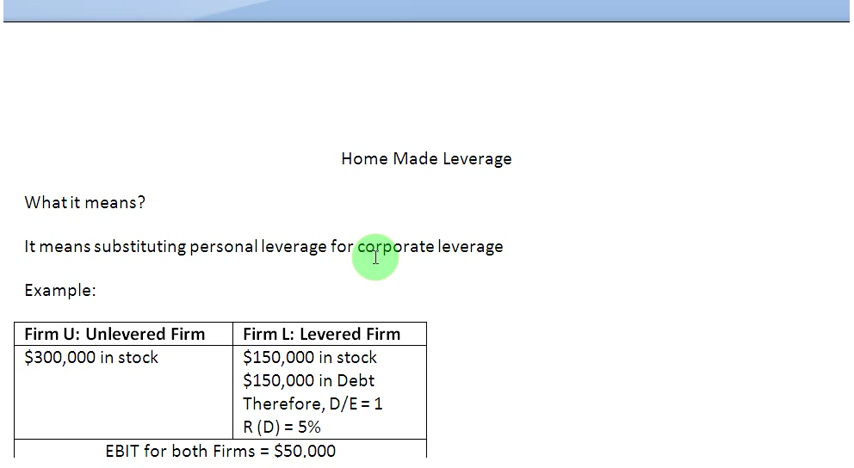 Home Made Leverage
What it means?
It means substituting personal leverage for corporate leverage
Example:
Firm U: Unlevered Firm Firm L: Levered Firm
$300,000 in stock $150,000 in stock
$150,000 in Debt
Therefore, D/E = 1
R (D) = 5%
EBIT for both Firms = $50,000